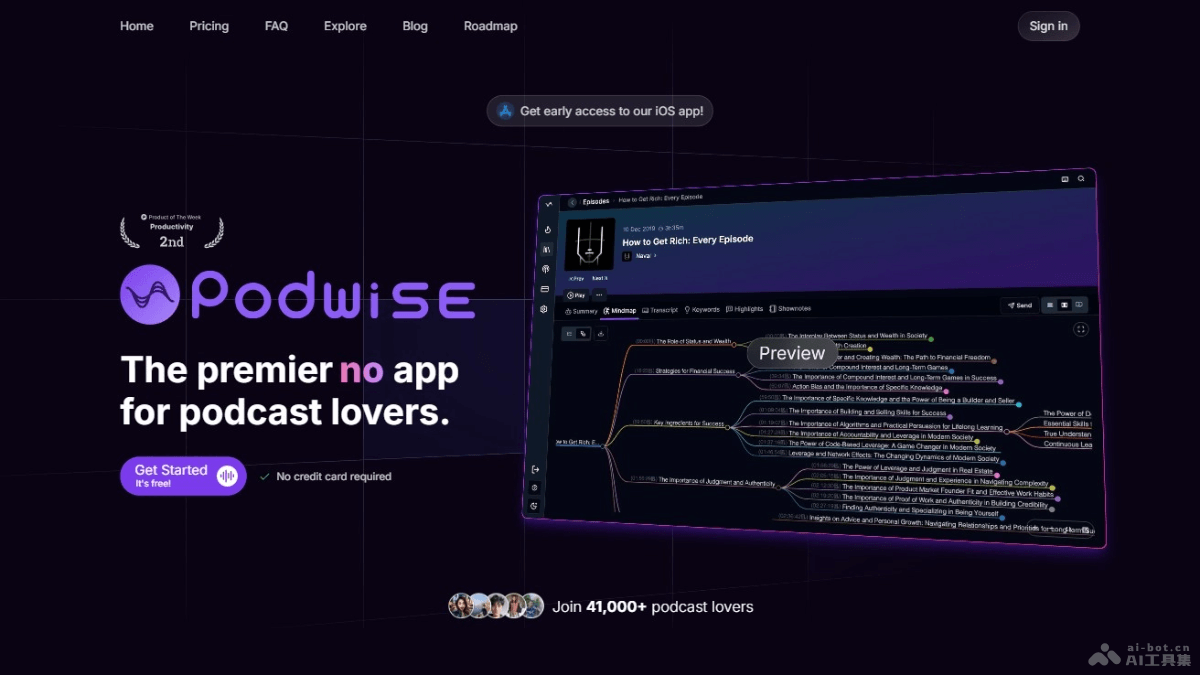 Home Pricing FAQ Explore Blog Roadmap Sign in
Get early access to our iOS app!
Product of The Week
Productivity
2nd
Podwise
The premier no app
for podcast lovers.
Get Started
It's free!
No credit card required
Episodes How to Get Rich: Every Episode
How to Get Rich: Every Episode
Naval
Prev Next
Play
Summary Mindmap Transcript Keywords Highlights Shownotes Send
Preview
The Role of Status and Wealth
The Interplay Between Status and Wealth in Society
th Creation
r and Creating Wealth: The Path to Financial Freedom
Strategies for Financial Success
of Compound Interest and Long-Term Games
The Importance of Compound Interest and Long-Term Games in Success
Action Bias and the Importance of Specific Knowledge
The Importance of Specific Knowledge and the Power of Being a Builder and Seller
Key Ingredients for Success
The Importance of Building and Selling Skills for Success
The Importance of Algorithms and Practical Persuasion for Lifelong Learning
The Importance of Accountability and Leverage in Modern Society
The Power of Code-Based Leverage: A Game Changer in Modern Society
Leverage and Network Effects: The Changing Dynamics of Modern Society
The Power of D
Essential Skills
True Understan
Continuous Lea
w to Get Rich: E
The Importance of Judgment and Authenticity
The Power of Leverage and Judgment in Real Estate
The Importance of Judgment and Experience in Navigating Complexity
The Importance of Product Market Founder Fit and Effective Work Habits
The Importance of Proof of Work and Authenticity in Building Credibility
Finding Authenticity and Specializing in Being Yourself
Insights on Advice and Personal Growth: Navigating Relationships and Priorities for Long
Join 41,000+ podcast lovers
ai-bot.cn
AI工具集